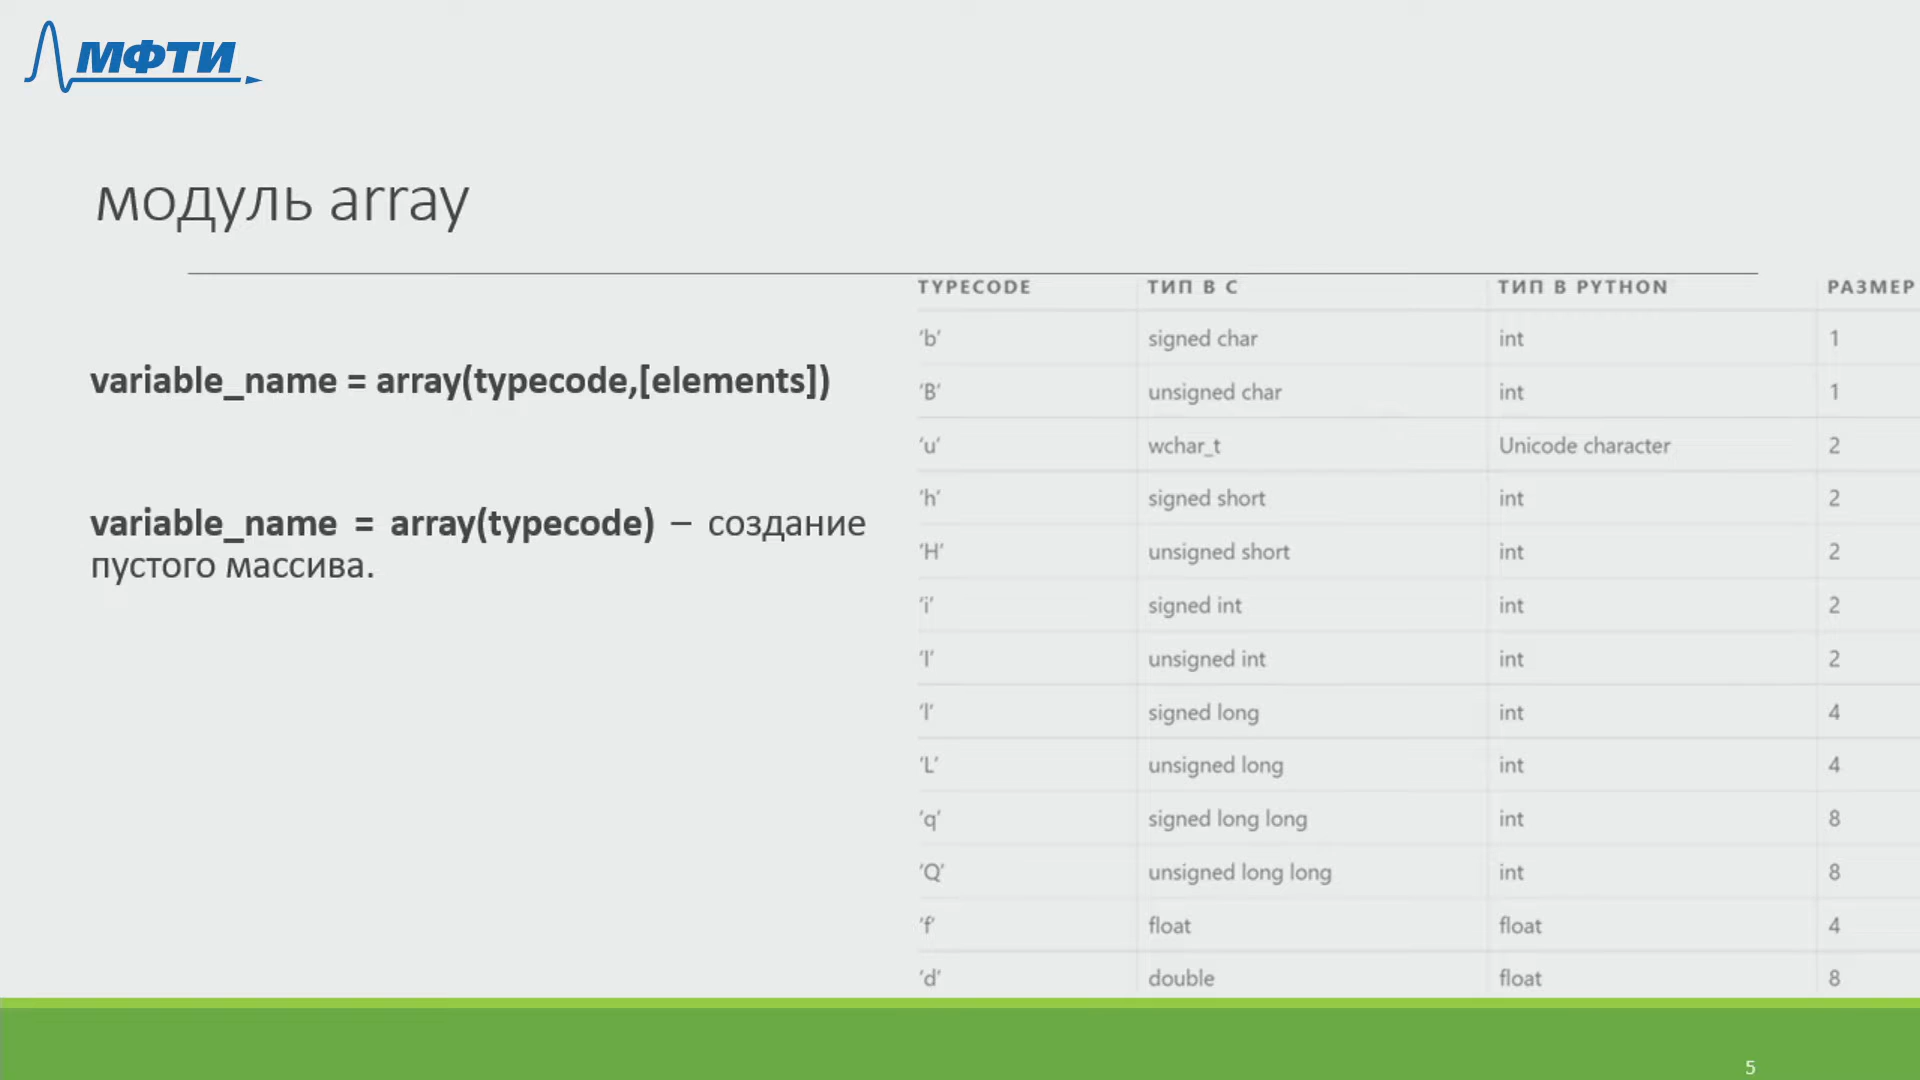 МФТИ
модуль array
variable_name = array(typecode,[elements])
variable_name = array(typecode) – создание
пустого массива.
TYPECODE ТИП В C ТИП В PYTHON РАЗМЕР
'b' signed char int 1
'B' unsigned char int 1
'u' wchar_t Unicode character 2
'h' signed short int 2
'H' unsigned short int 2
'i' signed int int 2
'I' unsigned int int 2
'l' signed long int 4
'L' unsigned long int 4
'q' signed long long int 8
'Q' unsigned long long int 8
'f' float float 4
'd' double float 8
5